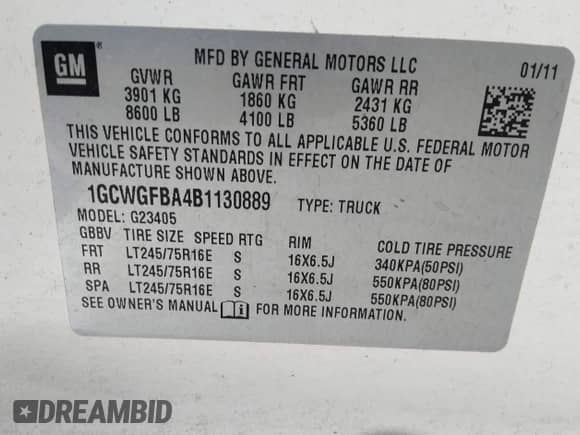 GM
MFD BY GENERAL MOTORS LLC
01/11
GVWR GAWR FRT GAWR RR
3901 KG 1860 KG 2431 KG
8600 LB 4100 LB 5360 LB
THIS VEHICLE CONFORMS TO ALL APPLICABLE U.S. FEDERAL MOTOR
VEHICLE SAFETY STANDARDS IN EFFECT ON THE DATE OF
MANUFACTURE SHOWN ABOVE.
1GCWGFBA4B1130889 TYPE: TRUCK
MODEL: G23405
GBBV TIRE SIZE SPEED RTG RIM COLD TIRE PRESSURE
FRT LT245/75R16E S 16X6.5J 340KPA(50PSI)
RR LT245/75R16E S 16X6.5J 550KPA(80PSI)
SPA LT245/75R16E S 16X6.5J 550KPA(80PSI)
SEE OWNER'S MANUAL i FOR MORE INFORMATION.
DREAMBID